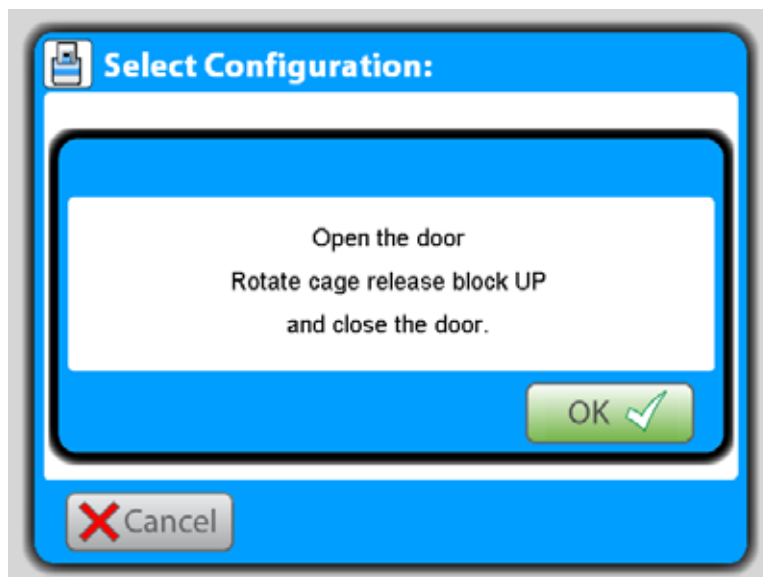 Select Configuration:
Open the door
Rotate cage release block UP
and close the door.
OK
Cancel